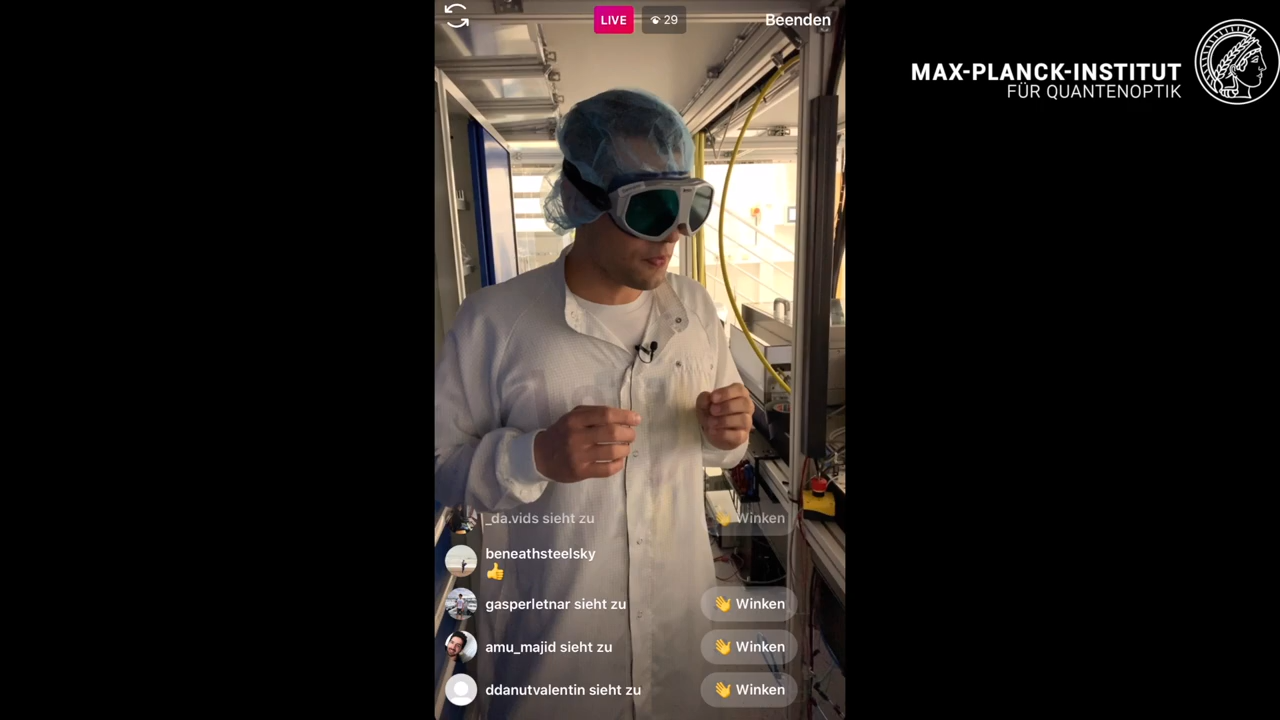 LIVE
29
Beenden
MAX-PLANCK-INSTITUT
FÜR QUANTENOPTIK
_da.vids sieht zu
Winken
beneathsteelsky
gasperletnar sieht zu
Winken
amu_majid sieht zu
Winken
ddanutvalentin sieht zu
Winken